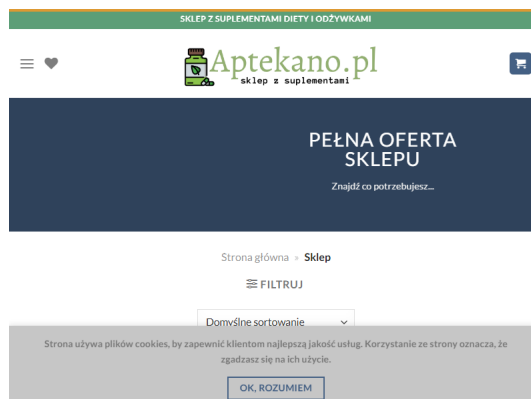 SKLEP Z SUPLEMENTAMI DIETY I ODŻYWKAMI
Aptekano.pl
sklep z suplementami
PEŁNA OFERTA
SKLEPU
Znajdź co potrzebujesz...
Strona główna » Sklep
FILTRUJ
Domyślne sortowanie
Strona używa plików cookies, by zapewnić klientom najlepszą jakość usług. Korzystanie ze strony oznacza, że
zgadzasz się na ich użycie.
OK, ROZUMIEM